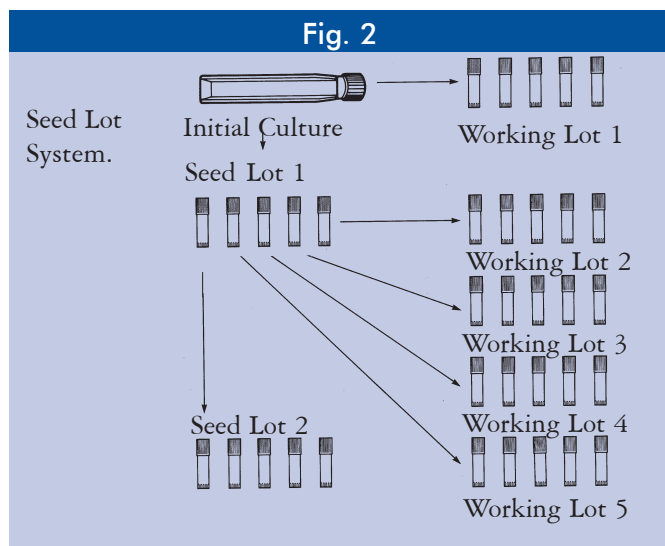 Fig. 2
Seed Lot
System.
Initial Culture
Working Lot 1
Seed Lot 1
Working Lot 2
Working Lot 3
Working Lot 4
Seed Lot 2
Working Lot 5